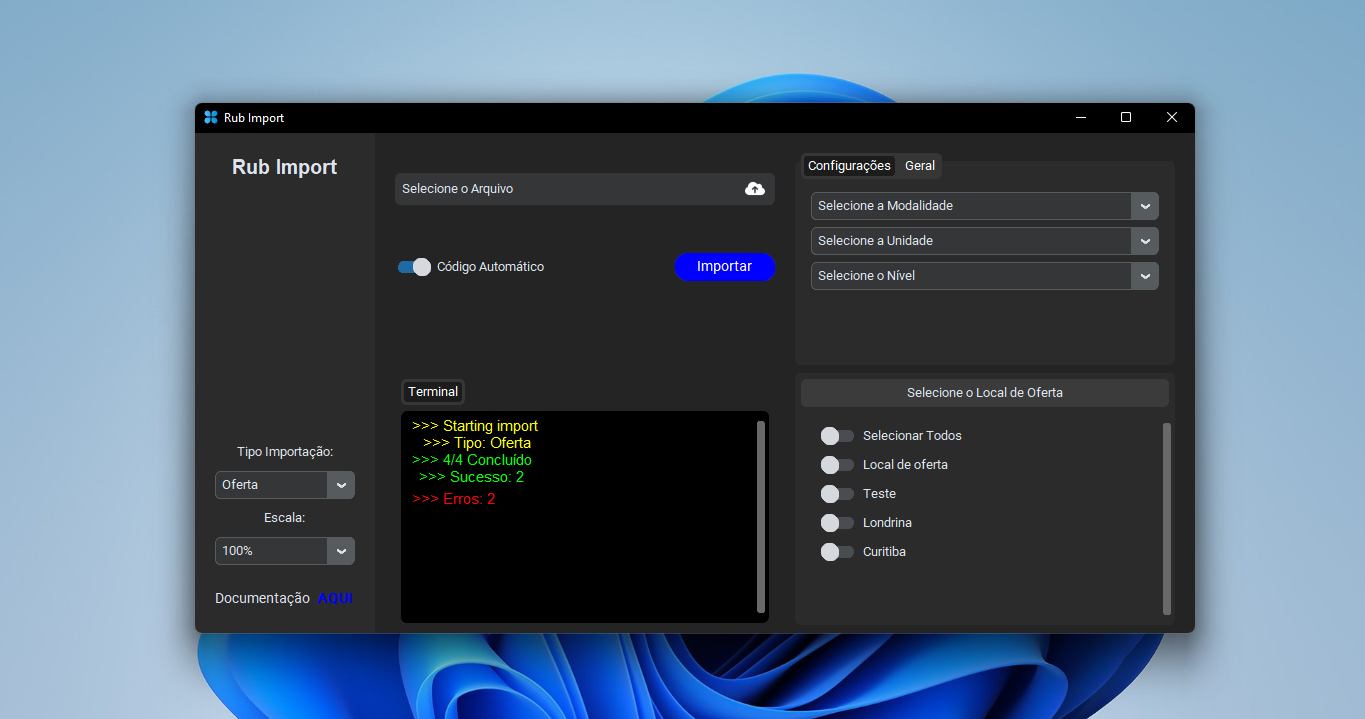 Rub Import
Rub Import
Selecione o Arquivo
Código Automático
Importar
Configurações
Geral
Selecione a Modalidade
Selecione a Unidade
Selecione o Nível
Tipo Importação:
Oferta
Escala:
100%
Documentação AQUI
Terminal
>>> Starting import
>>> Tipo: Oferta
>>> 4/4 Concluído
>>> Sucesso: 2
>>> Erros: 2
Selecione o Local de Oferta
Selecionar Todos
Local de oferta
Teste
Londrina
Curitiba